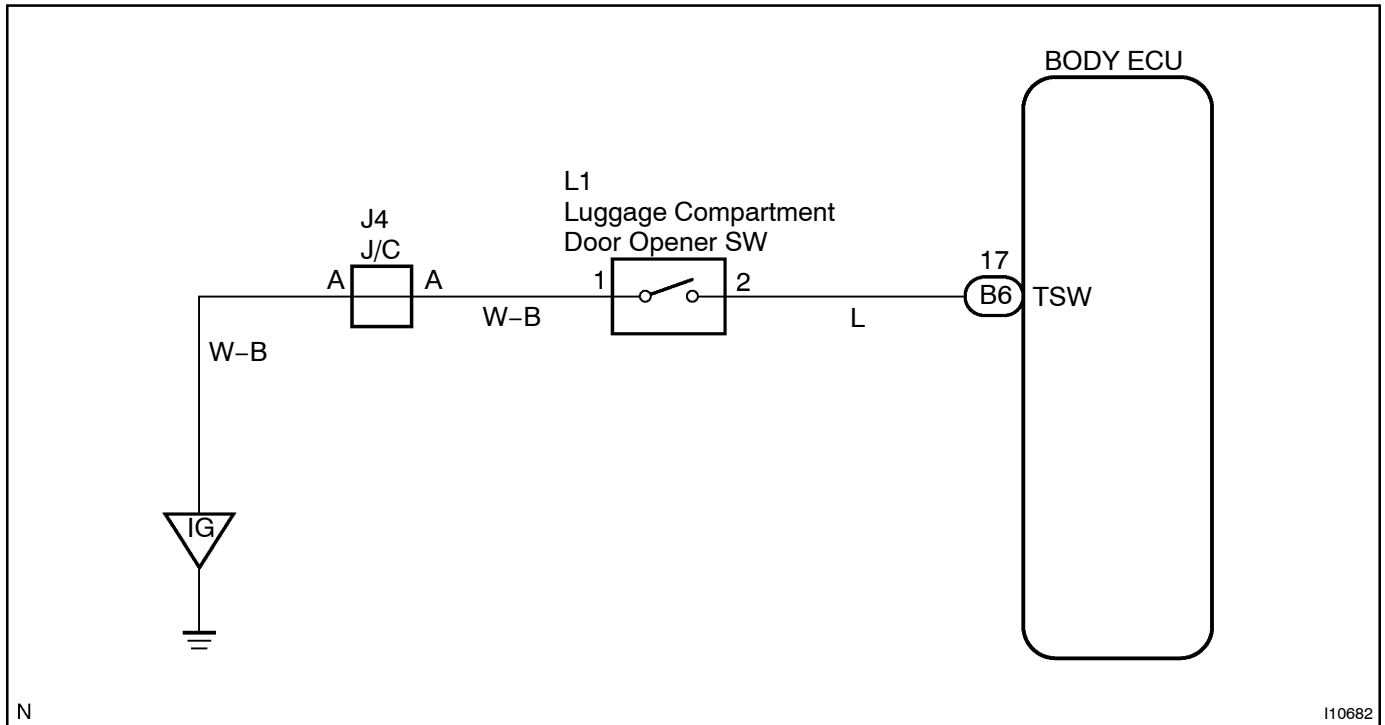 BODY ECU
L1
Luggage Compartment
Door Opener SW
J4
J/C
A
A
1
2
17
B6
TSW
W–B
L
W–B
IG
N
I10682